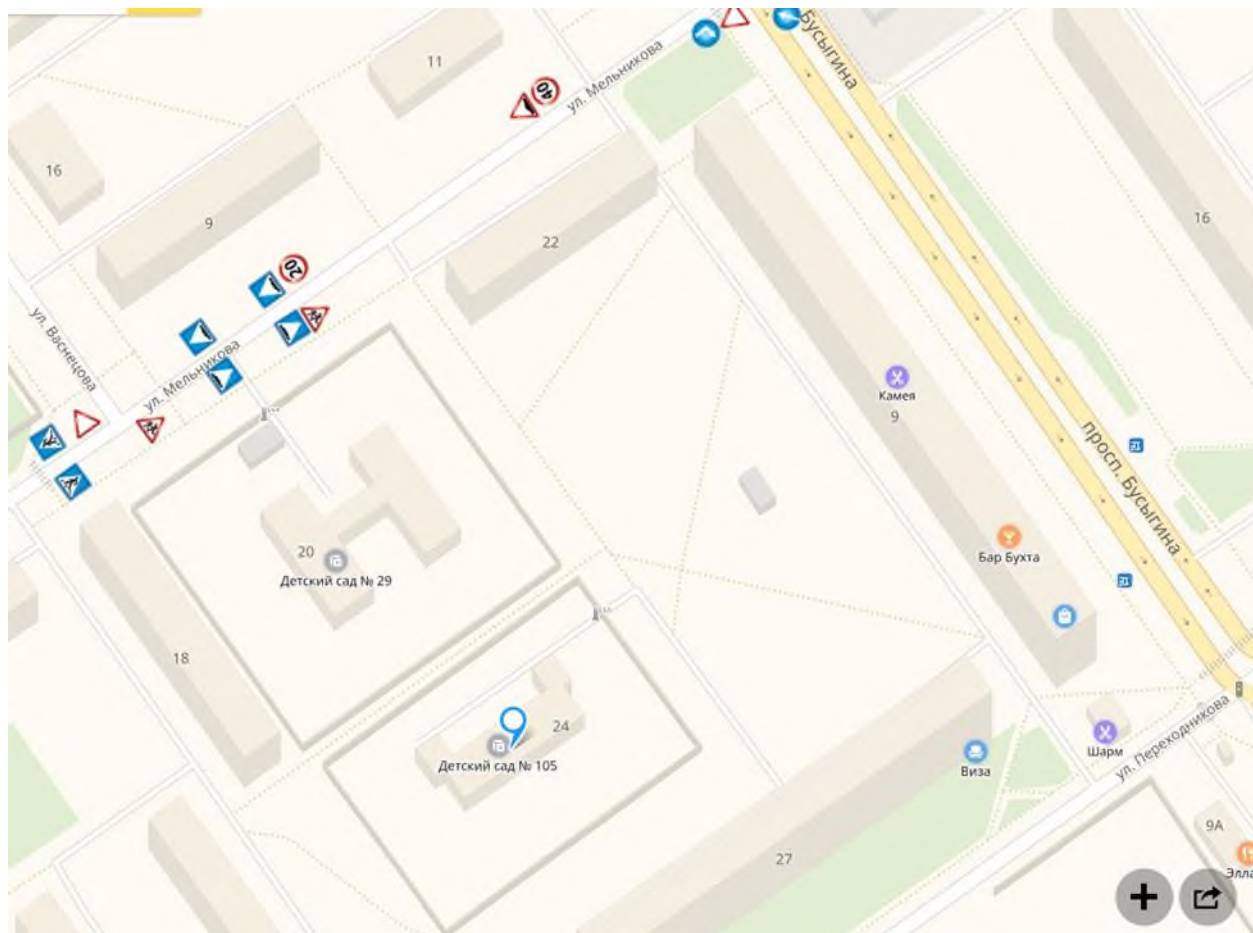 Бусыгина
11
40
ул. Мельникова
16
9
22
16
20
ул. Васнецова
ул. Мельникова
Камея
9
просп. Бусыгина
20
Детский сад № 29
Бар Бухта
18
24
Детский сад № 105
Виза
Шарм
ул. Переходникова
27
9А
Элла